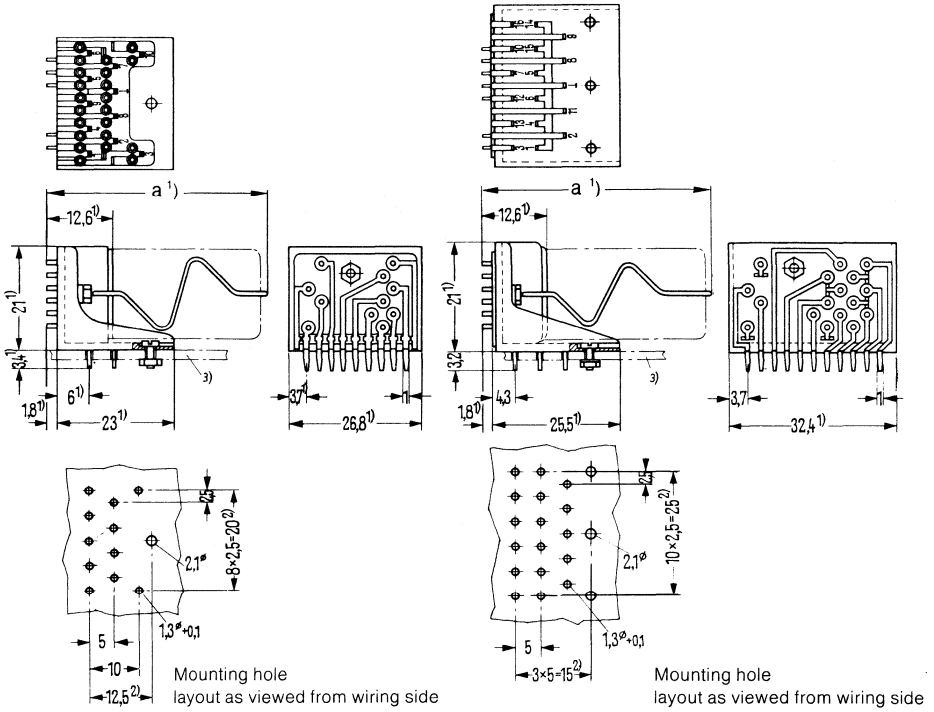 a 1)
12,6 1)
21 1)
3,4 1)
6 1)
1,8 1)
23 1)
3)
3,7 1)
1
26,8 1)
a 1)
12,6 1)
21 1)
3,2
4,3
1,8 1)
25,5 1)
3)
3,7
1
32,4 1)
2,5
8×2,5=20 2)
2,1 ø
1,3 ø +0,1
5
10
12,5 2)
Mounting hole
layout as viewed from wiring side
2,5
10×2,5=25 2)
2,1 ø
1,3 ø +0,1
5
3×5=15 2)
Mounting hole
layout as viewed from wiring side